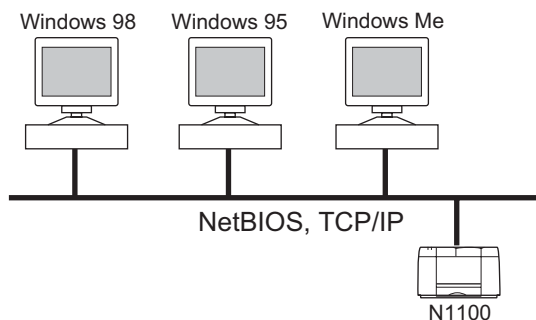 Windows 98
Windows 95
Windows Me
NetBIOS, TCP/IP
N1100